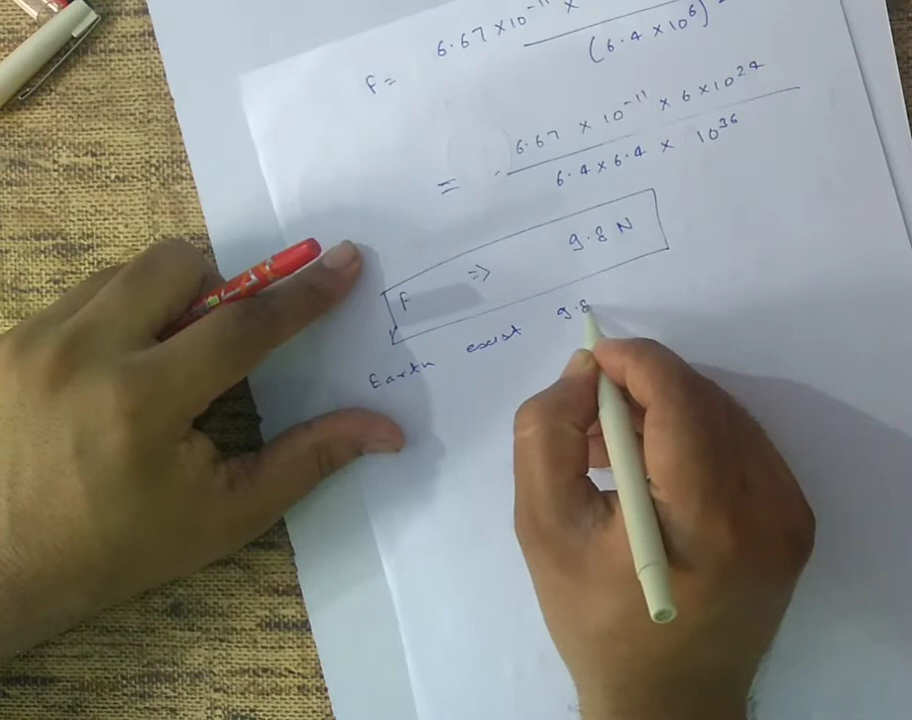 F = 6.67 × 10⁻¹¹ ×
(6.4 × 10⁶)
= 6.67 × 10⁻¹¹ × 6 × 10²⁴
6.4 × 6.4 × 10³⁶
F => 9.8 N
Earth exist 9.8